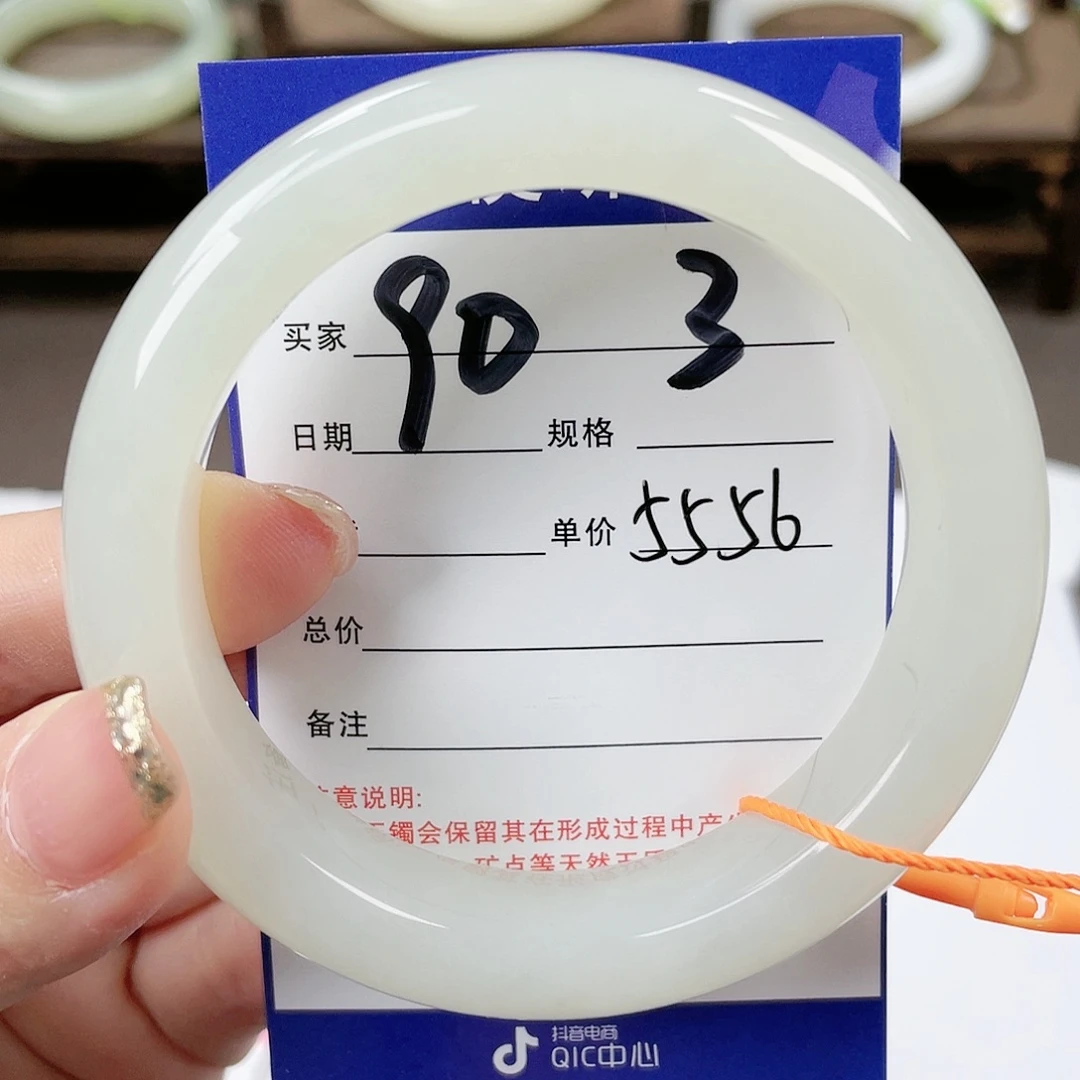 90 3
买家
日期 规格
单价 5556
总价
备注
意说明:
镯会保留其在形成过程中产
矿点等天然玉
抖音电商
QIC中心